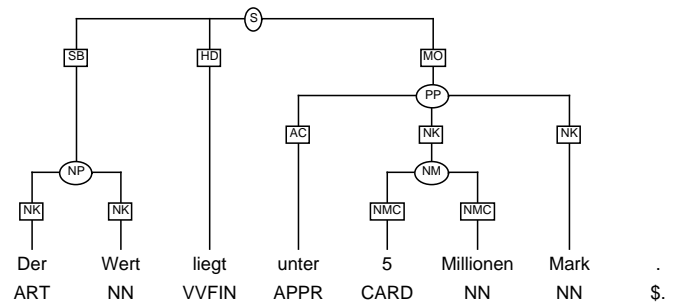 S
SB HD MO
PP
AC NK NK
NP NM
NK NK NMC NMC
Der Wert liegt unter 5 Millionen Mark .
ART NN VVFIN APPR CARD NN NN $.